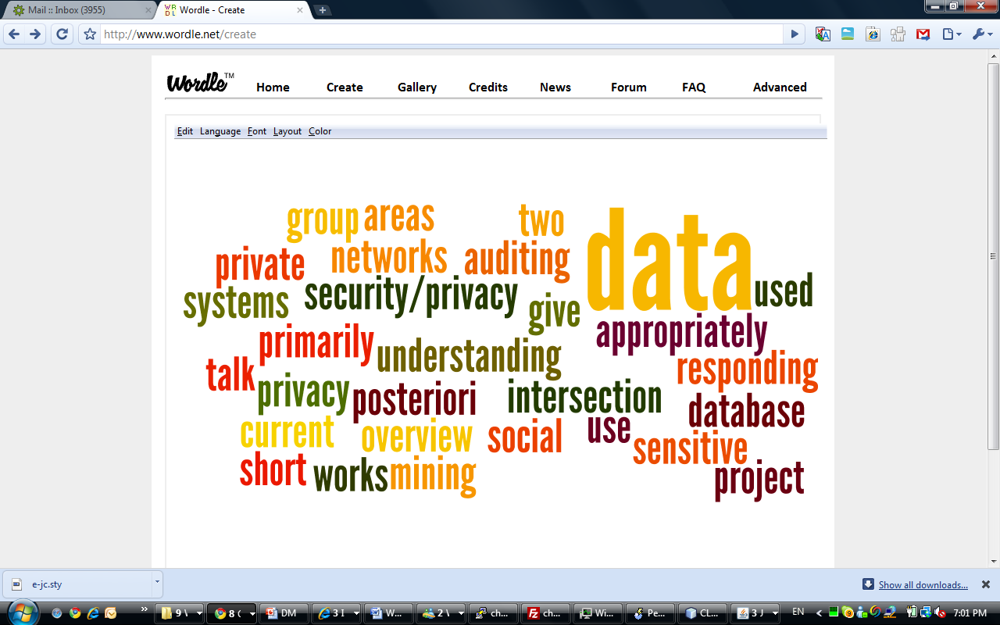 Mail :: Inbox (3955)
Wordle - Create
http://www.wordle.net/create
Wordle™ Home Create Gallery Credits News Forum FAQ Advanced
Edit Language Font Layout Color
group areas two data
private networks auditing
systems security/privacy give used
primarily understanding appropriately
talk privacy posteriori intersection responding
current overview social use database
short works mining sensitive
project
e-jc.sty
Show all downloads...
9 \ 8 ( DM 3 I W... 2 \ ch... ch... Wi... Pe... CL... 3 J EN 7:01 PM